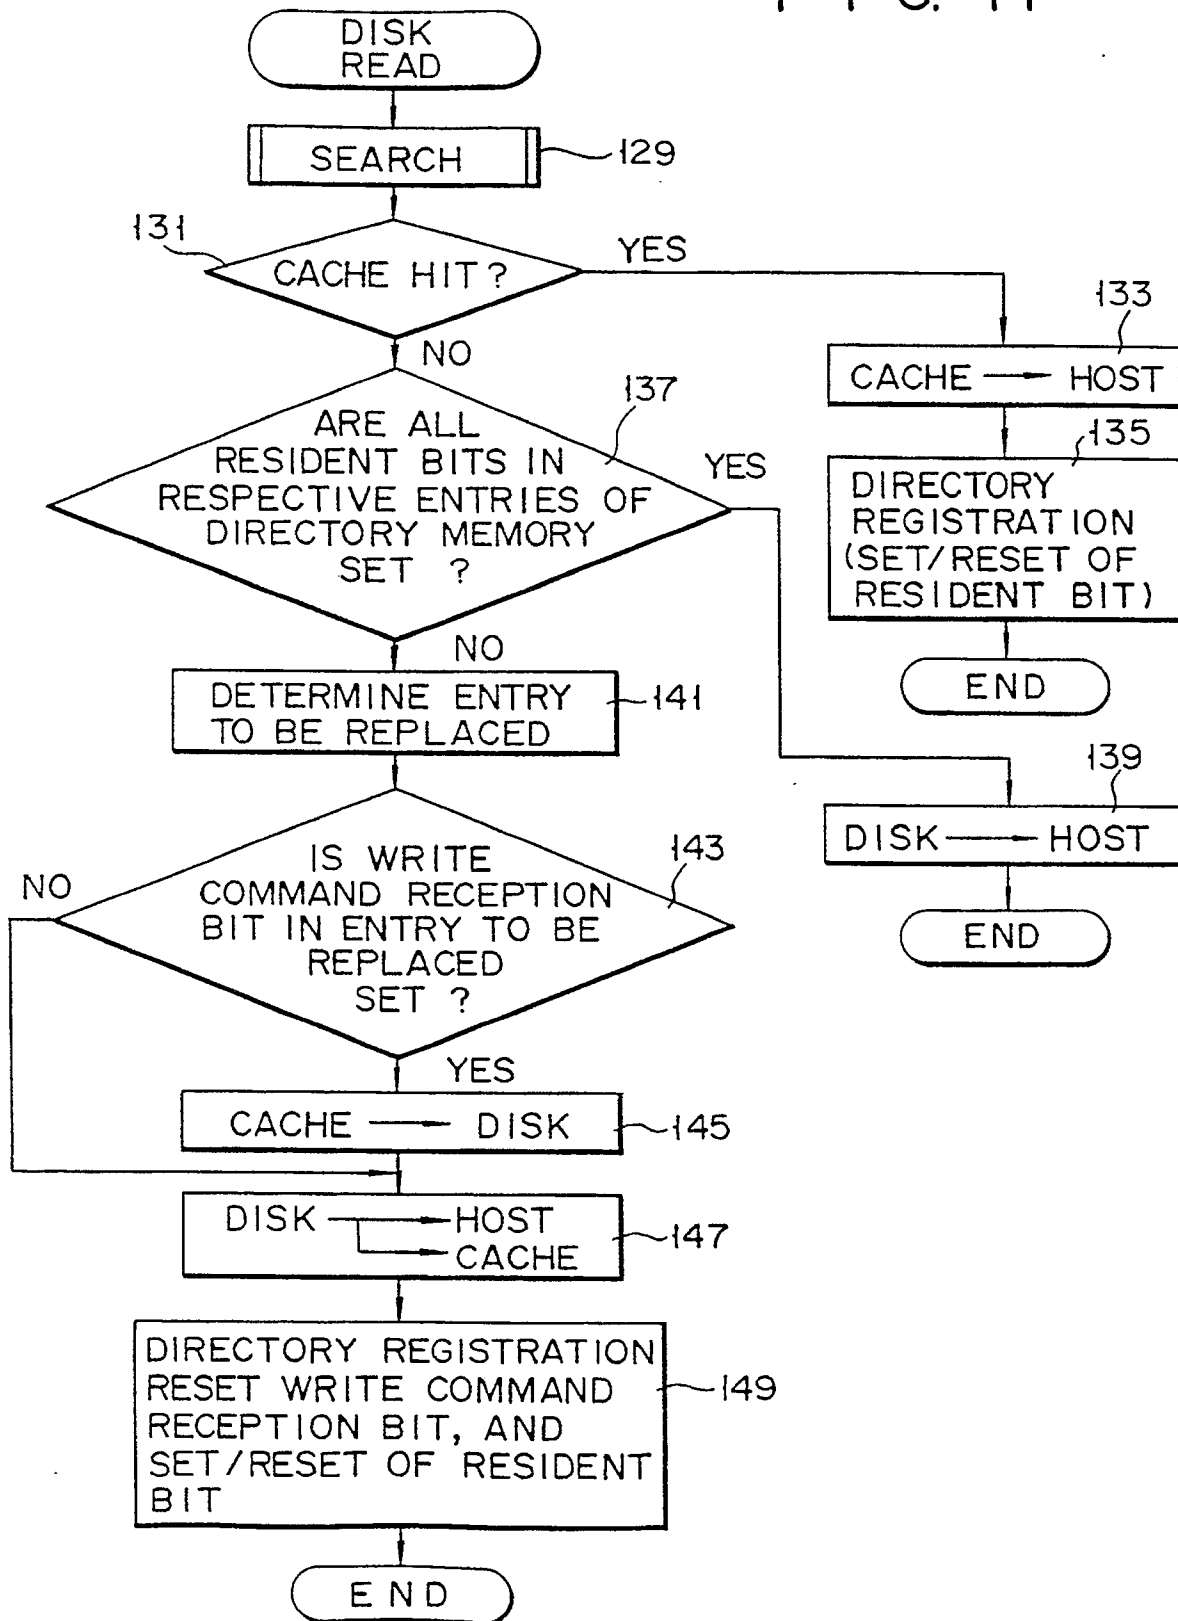 DISK
READ
SEARCH
129
131
CACHE HIT?
YES
NO
133
CACHE HOST
135
DIRECTORY
REGISTRATION
(SET/RESET OF
RESIDENT BIT)
END
137
ARE ALL
RESIDENT BITS IN
RESPECTIVE ENTRIES OF
DIRECTORY MEMORY
SET ?
YES
NO
139
DISK HOST
END
DETERMINE ENTRY
TO BE REPLACED
141
143
IS WRITE
COMMAND RECEPTION
BIT IN ENTRY TO BE
REPLACED
SET ?
NO
YES
CACHE DISK
145
DISK HOST
CACHE
147
DIRECTORY REGISTRATION
RESET WRITE COMMAND
RECEPTION BIT, AND
SET/RESET OF RESIDENT
BIT
149
END